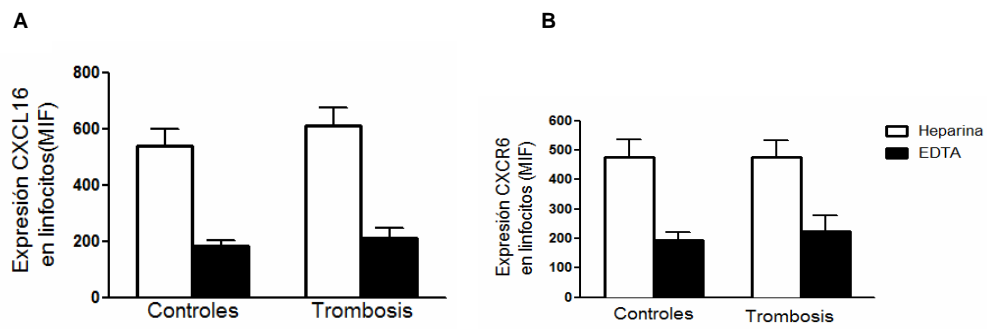 A
Expresión CXCL16
en linfocitos(MIF)
800
600
400
200
0
Controles
Trombosis
B
Expresión CXCR6
en linfocitos (MIF)
600
500
400
300
200
100
0
Controles
Trombosis
Heparina
EDTA